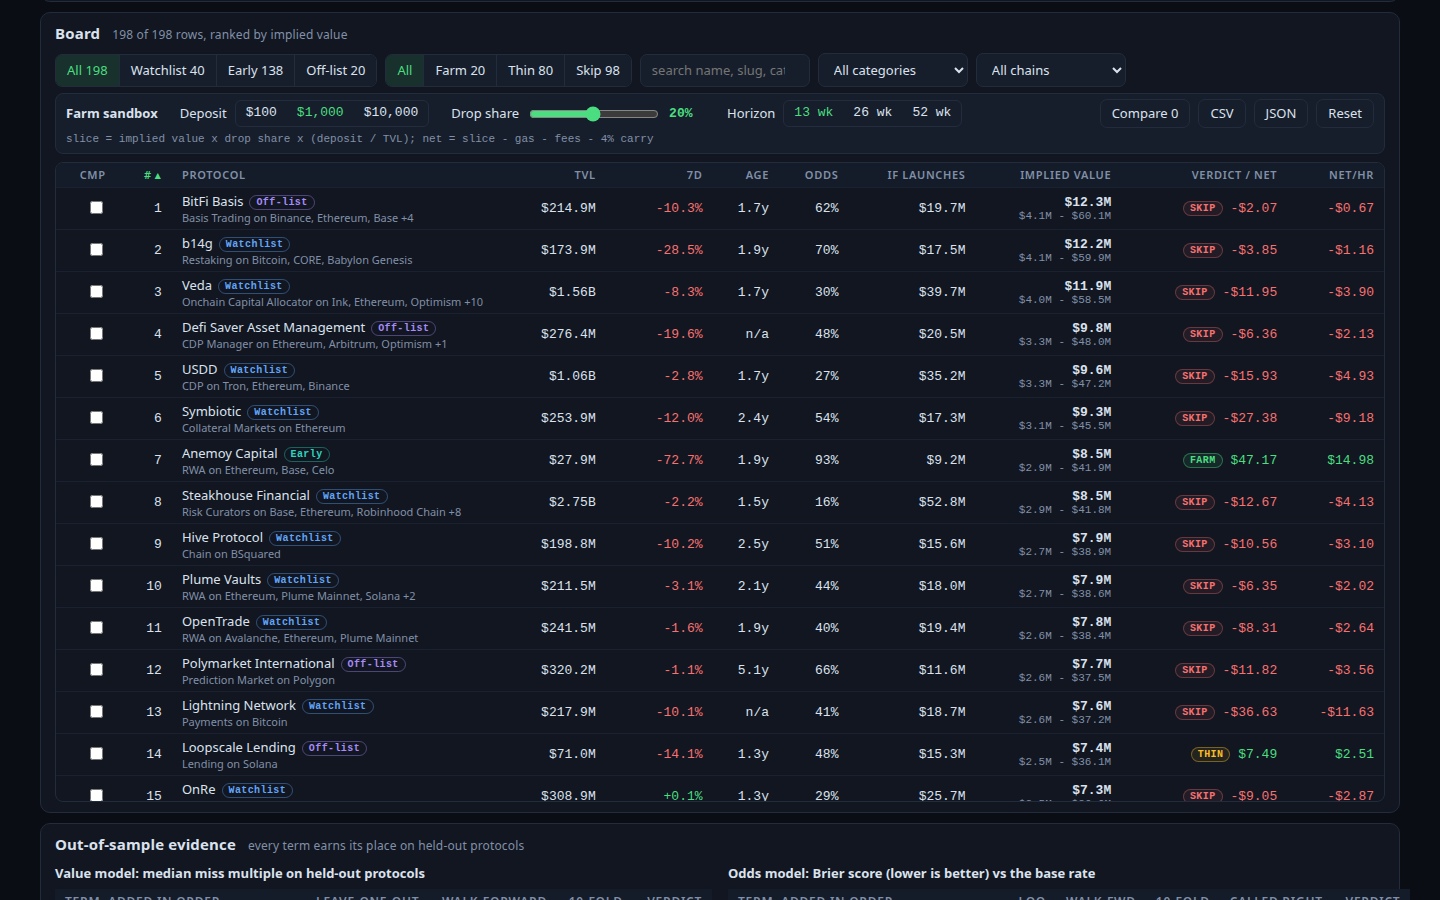 Board 198 of 198 rows, ranked by implied value
All 198 Watchlist 40 Early 138 Off-list 20 All Farm 20 Thin 80 Skip 98 search name, slug, cat All categories All chains
Farm sandbox Deposit $100 $1,000 $10,000 Drop share 20% Horizon 13 wk 26 wk 52 wk Compare 0 CSV JSON Reset
slice = implied value x drop share x (deposit / TVL); net = slice - gas - fees - 4% carry
CMP # ▲ PROTOCOL TVL 7D AGE ODDS IF LAUNCHES IMPLIED VALUE VERDICT / NET NET/HR
1 BitFi Basis Off-list $214.9M -10.3% 1.7y 62% $19.7M $12.3M SKIP -$2.07 -$0.67
Basis Trading on Binance, Ethereum, Base +4 $4.1M - $60.1M
2 b14g Watchlist $173.9M -28.5% 1.9y 70% $17.5M $12.2M SKIP -$3.85 -$1.16
Restaking on Bitcoin, CORE, Babylon Genesis $4.1M - $59.9M
3 Veda Watchlist $1.56B -8.3% 1.7y 30% $39.7M $11.9M SKIP -$11.95 -$3.90
Onchain Capital Allocator on Ink, Ethereum, Optimism +10 $4.0M - $58.5M
4 Defi Saver Asset Management Off-list $276.4M -19.6% n/a 48% $20.5M $9.8M SKIP -$6.36 -$2.13
CDP Manager on Ethereum, Arbitrum, Optimism +1 $3.3M - $48.0M
5 USDD Watchlist $1.06B -2.8% 1.7y 27% $35.2M $9.6M SKIP -$15.93 -$4.93
CDP on Tron, Ethereum, Binance $3.3M - $47.2M
6 Symbiotic Watchlist $253.9M -12.0% 2.4y 54% $17.3M $9.3M SKIP -$27.38 -$9.18
Collateral Markets on Ethereum $3.1M - $45.5M
7 Anemoy Capital Early $27.9M -72.7% 1.9y 93% $9.2M $8.5M FARM $47.17 $14.98
RWA on Ethereum, Base, Celo $2.9M - $41.9M
8 Steakhouse Financial Watchlist $2.75B -2.2% 1.5y 16% $52.8M $8.5M SKIP -$12.67 -$4.13
Risk Curators on Base, Ethereum, Robinhood Chain +8 $2.9M - $41.8M
9 Hive Protocol Watchlist $198.8M -10.2% 2.5y 51% $15.6M $7.9M SKIP -$10.56 -$3.10
Chain on BSquared $2.7M - $38.9M
10 Plume Vaults Watchlist $211.5M -3.1% 2.1y 44% $18.0M $7.9M SKIP -$6.35 -$2.02
RWA on Ethereum, Plume Mainnet, Solana +2 $2.7M - $38.6M
11 OpenTrade Watchlist $241.5M -1.6% 1.9y 40% $19.4M $7.8M SKIP -$8.31 -$2.64
RWA on Avalanche, Ethereum, Plume Mainnet $2.6M - $38.4M
12 Polymarket International Off-list $320.2M -1.1% 5.1y 66% $11.6M $7.7M SKIP -$11.82 -$3.56
Prediction Market on Polygon $2.6M - $37.5M
13 Lightning Network Watchlist $217.9M -10.1% n/a 41% $18.7M $7.6M SKIP -$36.63 -$11.63
Payments on Bitcoin $2.6M - $37.2M
14 Loopscale Lending Off-list $71.0M -14.1% 1.3y 48% $15.3M $7.4M THIN $7.49 $2.51
Lending on Solana $2.5M - $36.1M
15 OnRe Watchlist $308.9M +0.1% 1.3y 29% $25.7M $7.3M SKIP -$9.05 -$2.87
Out-of-sample evidence every term earns its place on held-out protocols
Value model: median miss multiple on held-out protocols Odds model: Brier score (lower is better) vs the base rate
TERM, ADDED IN ORDER LEAVE-ONE-OUT WALK-FORWARD 10-FOLD VERDICT TERM, ADDED IN ORDER LOO WALK-FWD 10-FOLD CALLED RIGHT VERDICT